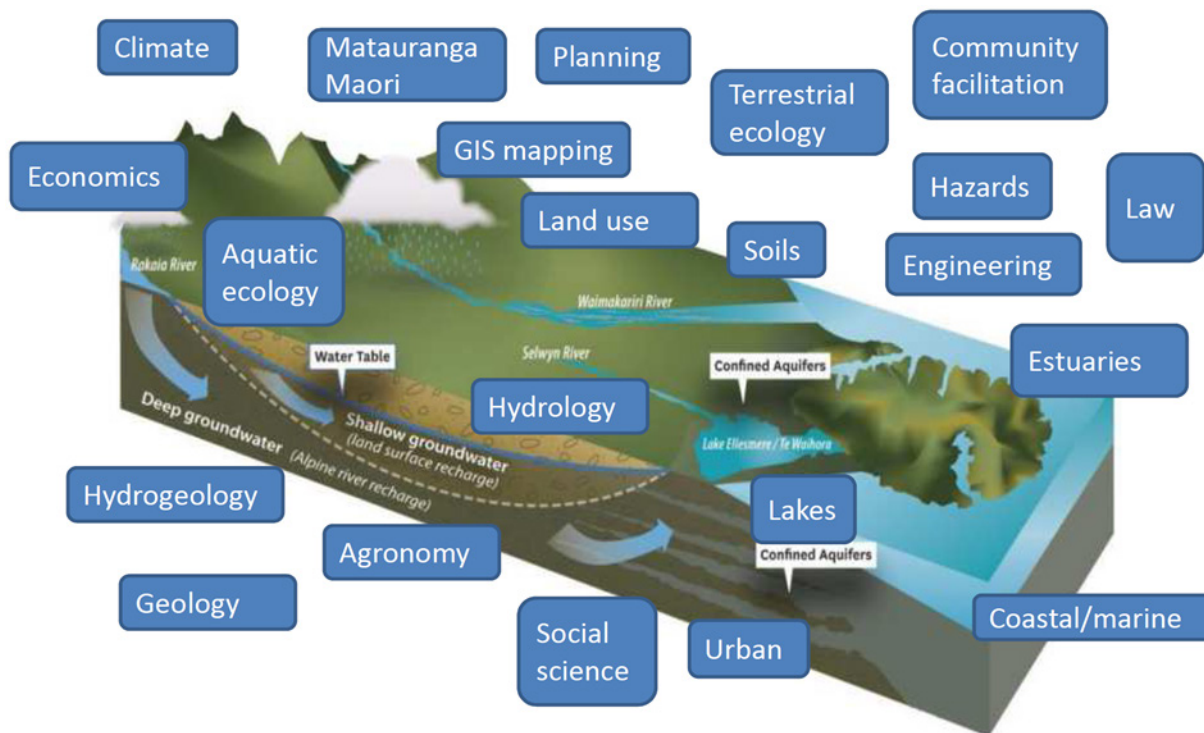 Climate
Matauranga
Maori
Planning
Community
facilitation
Terrestrial
ecology
GIS mapping
Economics
Hazards
Law
Land use
Soils
Engineering
Aquatic
ecology
Rakaia River
Waimakariri River
Estuaries
Water Table
Selwyn River
Confined Aquifers
Hydrology
Deep groundwater
(Alpine river recharge)
Shallow groundwater
(land surface recharge)
Lake Ellesmere / Te Waihora
Hydrogeology
Lakes
Agronomy
Confined Aquifers
Geology
Social
science
Urban
Coastal/marine